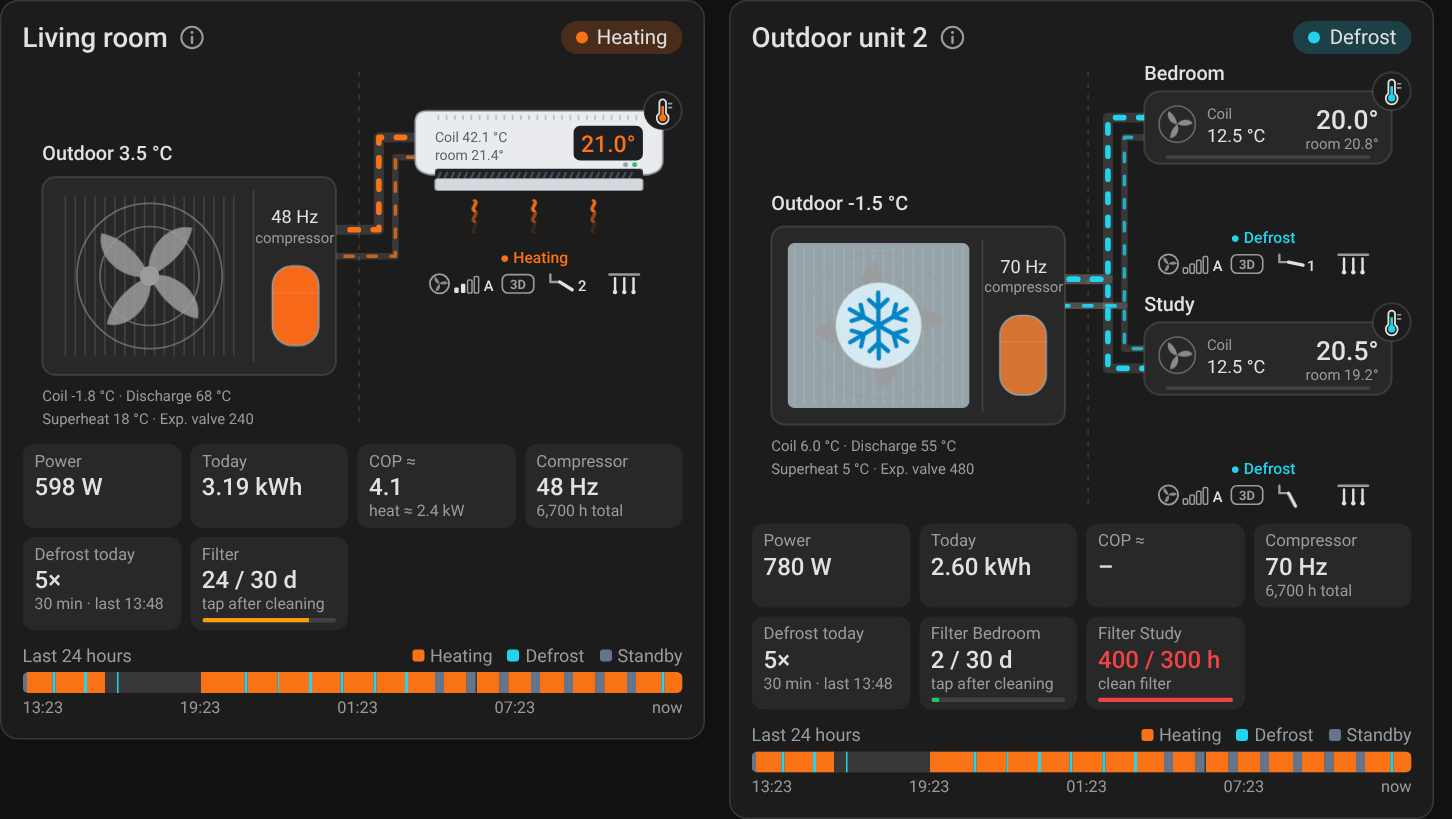 Living room
Heating
Outdoor 3.5 °C
48 Hz
compressor
Coil 42.1 °C
room 21.4°
21.0°
Heating
A 3D 2
Coil -1.8 °C · Discharge 68 °C
Superheat 18 °C · Exp. valve 240
Power
598 W
Today
3.19 kWh
COP ≈
4.1
heat ≈ 2.4 kW
Compressor
48 Hz
6,700 h total
Defrost today
5×
30 min · last 13:48
Filter
24 / 30 d
tap after cleaning
Last 24 hours
Heating Defrost Standby
13:23 19:23 01:23 07:23 now
Outdoor unit 2
Defrost
Outdoor -1.5 °C
70 Hz
compressor
Bedroom
Coil
12.5 °C
20.0°
room 20.8°
Defrost
A 3D 1
Study
Coil
12.5 °C
20.5°
room 19.2°
Defrost
A 3D
Coil 6.0 °C · Discharge 55 °C
Superheat 5 °C · Exp. valve 480
Power
780 W
Today
2.60 kWh
COP ≈
–
Compressor
70 Hz
6,700 h total
Defrost today
5×
30 min · last 13:48
Filter Bedroom
2 / 30 d
tap after cleaning
Filter Study
400 / 300 h
clean filter
Last 24 hours
Heating Defrost Standby
13:23 19:23 01:23 07:23 now